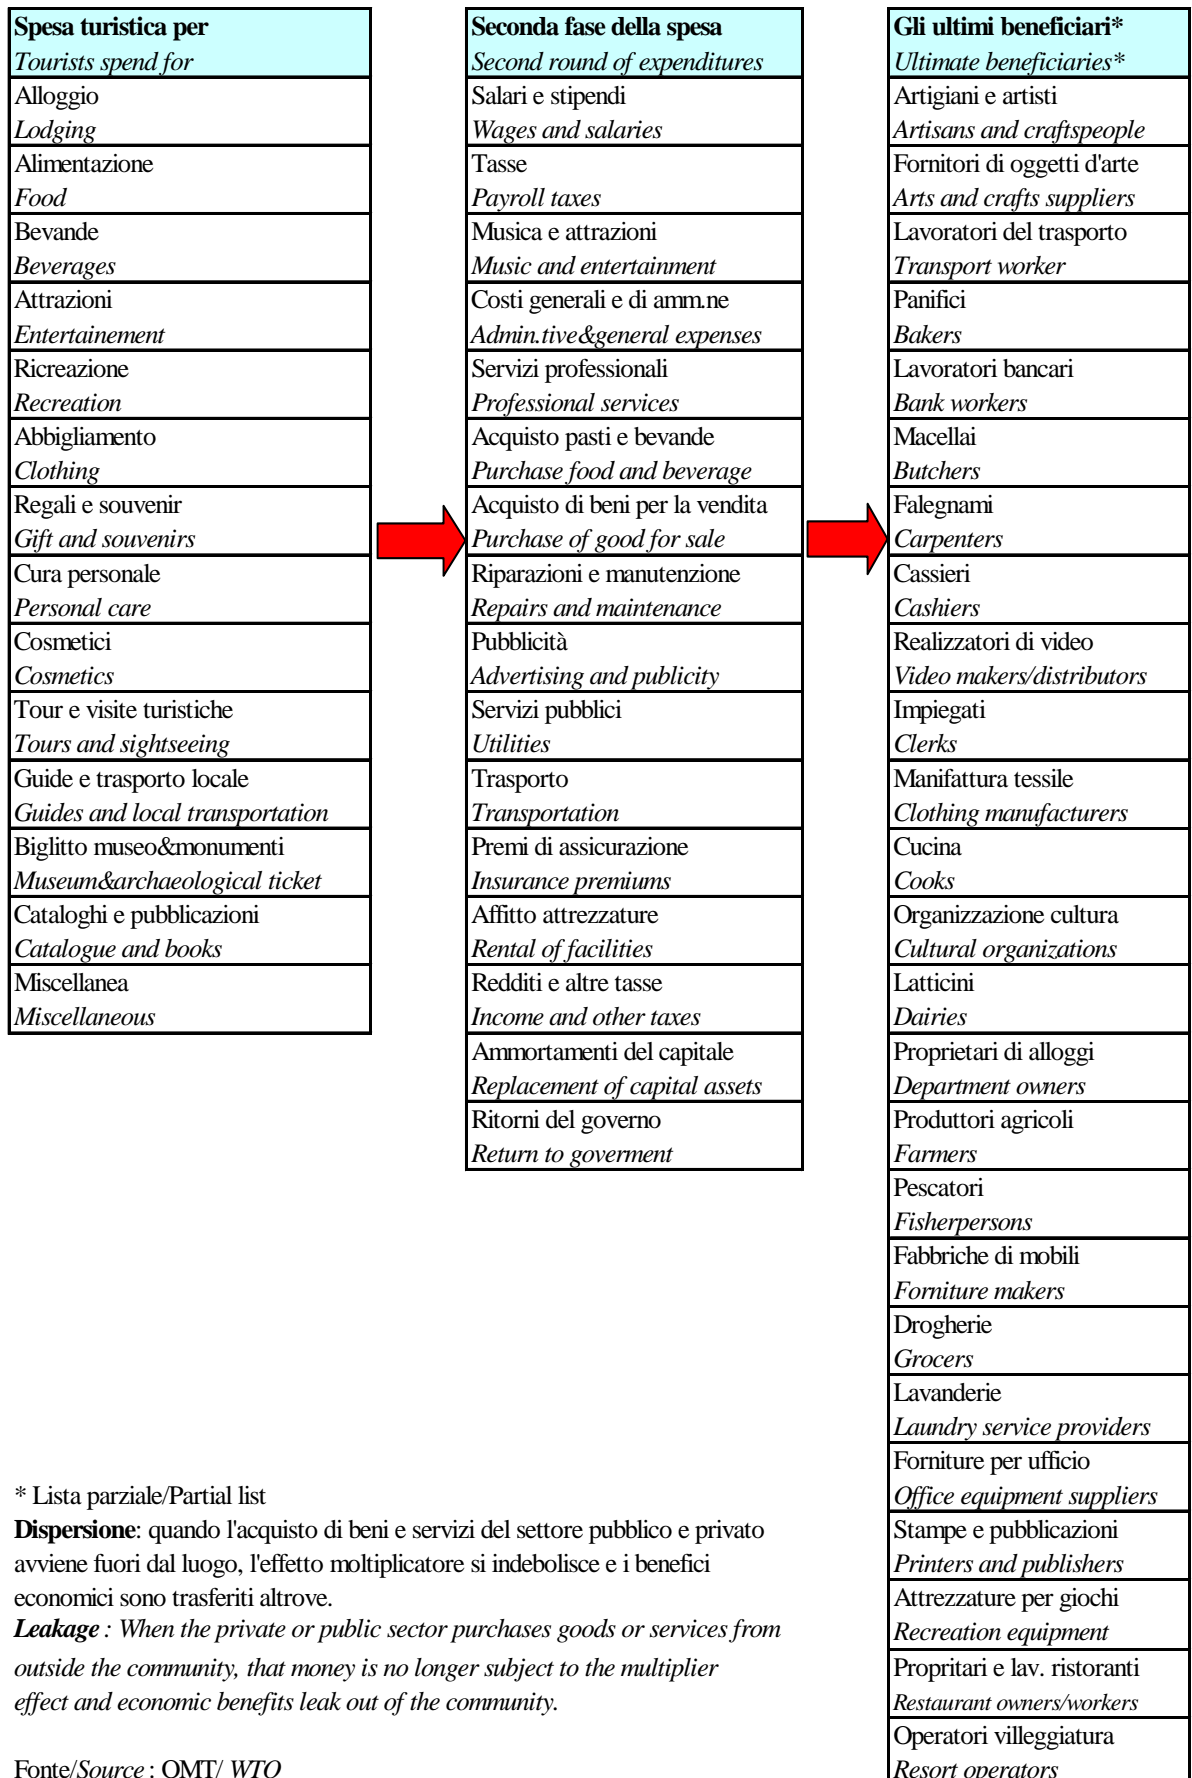 Spesa turistica per
Tourists spend for
Alloggio
Lodging
Alimentazione
Food
Bevande
Beverages
Attrazioni
Entertainement
Ricreazione
Recreation
Abbigliamento
Clothing
Regali e souvenir
Gift and souvenirs
Cura personale
Personal care
Cosmetici
Cosmetics
Tour e visite turistiche
Tours and sightseeing
Guide e trasporto locale
Guides and local transportation
Biglitto museo&monumenti
Museum&archaeological ticket
Cataloghi e pubblicazioni
Catalogue and books
Miscellanea
Miscellaneous
Seconda fase della spesa
Second round of expenditures
Salari e stipendi
Wages and salaries
Tasse
Payroll taxes
Musica e attrazioni
Music and entertainment
Costi generali e di amm.ne
Admin.tive&general expenses
Servizi professionali
Professional services
Acquisto pasti e bevande
Purchase food and beverage
Acquisto di beni per la vendita
Purchase of good for sale
Riparazioni e manutenzione
Repairs and maintenance
Pubblicità
Advertising and publicity
Servizi pubblici
Utilities
Trasporto
Transportation
Premi di assicurazione
Insurance premiums
Affitto attrezzature
Rental of facilities
Redditi e altre tasse
Income and other taxes
Ammortamenti del capitale
Replacement of capital assets
Ritorni del governo
Return to goverment
Gli ultimi beneficiari*
Ultimate beneficiaries*
Artigiani e artisti
Artisans and craftspeople
Fornitori di oggetti d'arte
Arts and crafts suppliers
Lavoratori del trasporto
Transport worker
Panifici
Bakers
Lavoratori bancari
Bank workers
Macellai
Butchers
Falegnami
Carpenters
Cassieri
Cashiers
Realizzatori di video
Video makers/distributors
Impiegati
Clerks
Manifattura tessile
Clothing manufacturers
Cucina
Cooks
Organizzazione cultura
Cultural organizations
Latticini
Dairies
Proprietari di alloggi
Department owners
Produttori agricoli
Farmers
Pescatori
Fisherpersons
Fabbriche di mobili
Forniture makers
Drogherie
Grocers
Lavanderie
Laundry service providers
Forniture per ufficio
Office equipment suppliers
Stampe e pubblicazioni
Printers and publishers
Attrezzature per giochi
Recreation equipment
Propritari e lav. ristoranti
Restaurant owners/workers
Operatori villeggiatura
Resort operators
* Lista parziale/Partial list
Dispersione: quando l'acquisto di beni e servizi del settore pubblico e privato
avviene fuori dal luogo, l'effetto moltiplicatore si indebolisce e i benefici
economici sono trasferiti altrove.
Leakage : When the private or public sector purchases goods or services from
outside the community, that money is no longer subject to the multiplier
effect and economic benefits leak out of the community.
Fonte/Source : OMT/ WTO